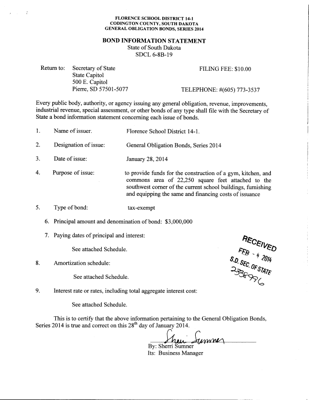 FLORENCE SCHOOL DISTRICT 14-1
CODINGTON COUNTY, SOUTH DAKOTA
GENERAL OBLIGATION BONDS, SERIES 2014
BOND INFORMATION STATEMENT
State of South Dakota
SDCL 6-8B-19
Return to: Secretary of State FILING FEE: $10.00
State Capitol
500 E. Capitol
Pierre, SD 57501-5077 TELEPHONE: #(605) 773-3537
Every public body, authority, or agency issuing any general obligation, revenue, improvements,
industrial revenue, special assessment, or other bonds of any type shall file with the Secretary of
State a bond information statement concerning each issue of bonds.
1. Name of issuer. Florence School District 14-1.
2. Designation of issue: General Obligation Bonds, Series 2014
3. Date of issue: January 28, 2014
4. Purpose of issue: to provide funds for the construction of a gym, kitchen, and
commons area of 22,250 square feet attached to the
southwest corner of the current school buildings, furnishing
and equipping the same and financing costs of issuance
5. Type of bond: tax-exempt
6. Principal amount and denomination of bond: $3,000,000
7. Paying dates of principal and interest:
See attached Schedule.
8. Amortization schedule:
See attached Schedule.
9. Interest rate or rates, including total aggregate interest cost:
See attached Schedule.
RECEIVED
FEB - 4 2014
S.D. SEC. OF STATE
This is to certify that the above information pertaining to the General Obligation Bonds,
Series 2014 is true and correct on this 28th day of January 2014.
Sherri Sumner
By: Sherri Sumner
Its: Business Manager